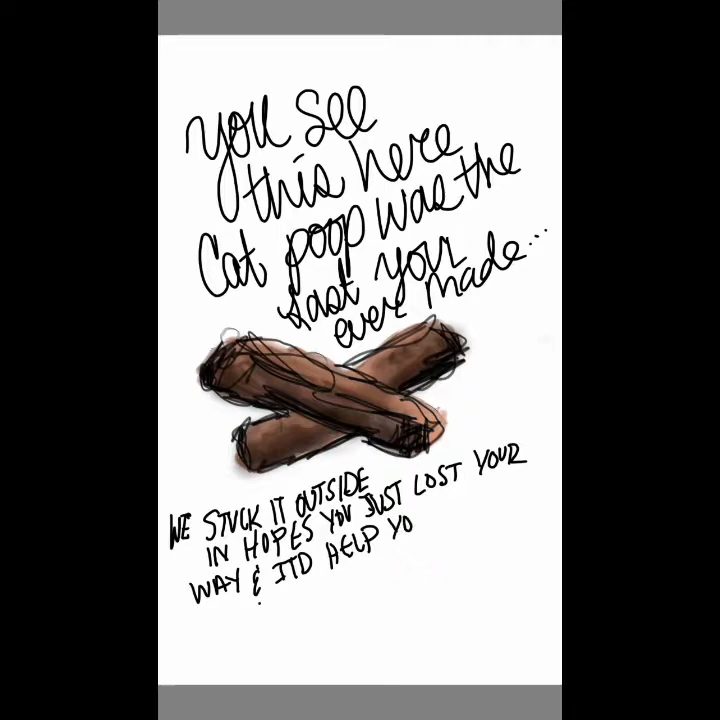 you see
this here
Cat poop was the
last your
ever made...
WE STUCK IT OUTSIDE
IN HOPES YOU JUST LOST YOUR
WAY & ITD HELP YO